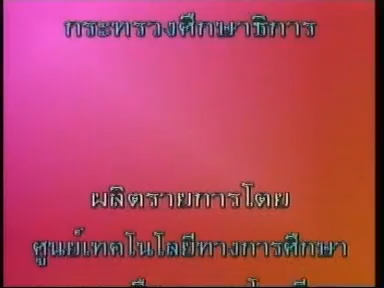 กระทรวงศึกษาธิการ
ผลิตรายการโดย
ศูนย์เทคโนโลยีทางการศึกษา